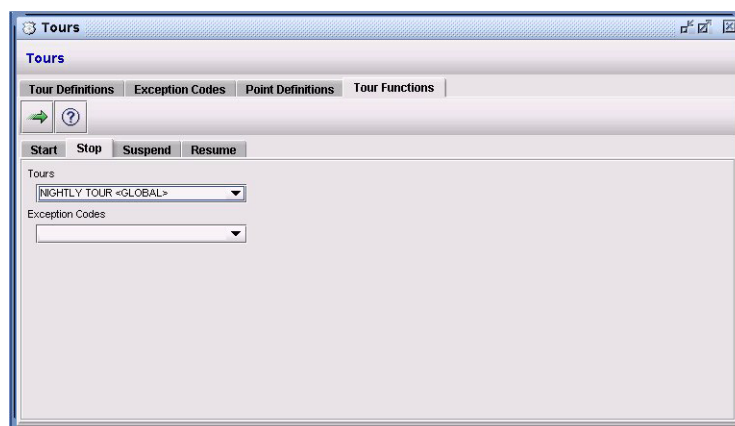 Tours
Tours
Tour Definitions Exception Codes Point Definitions Tour Functions
Start Stop Suspend Resume
Tours
NIGHTLY TOUR <GLOBAL>
Exception Codes